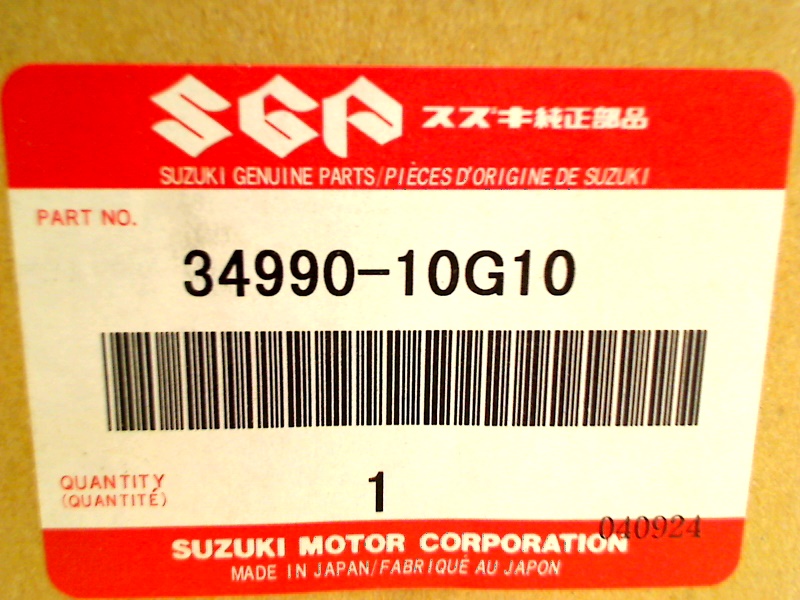 SGP スズキ純正部品
SUZUKI GENUINE PARTS/PIÈCES D'ORIGINE DE SUZUKI
PART NO.
34990-10G10
QUANTITY 1
(QUANTITÉ)
040924
SUZUKI MOTOR CORPORATION
MADE IN JAPAN/FABRIQUÉ AU JAPON